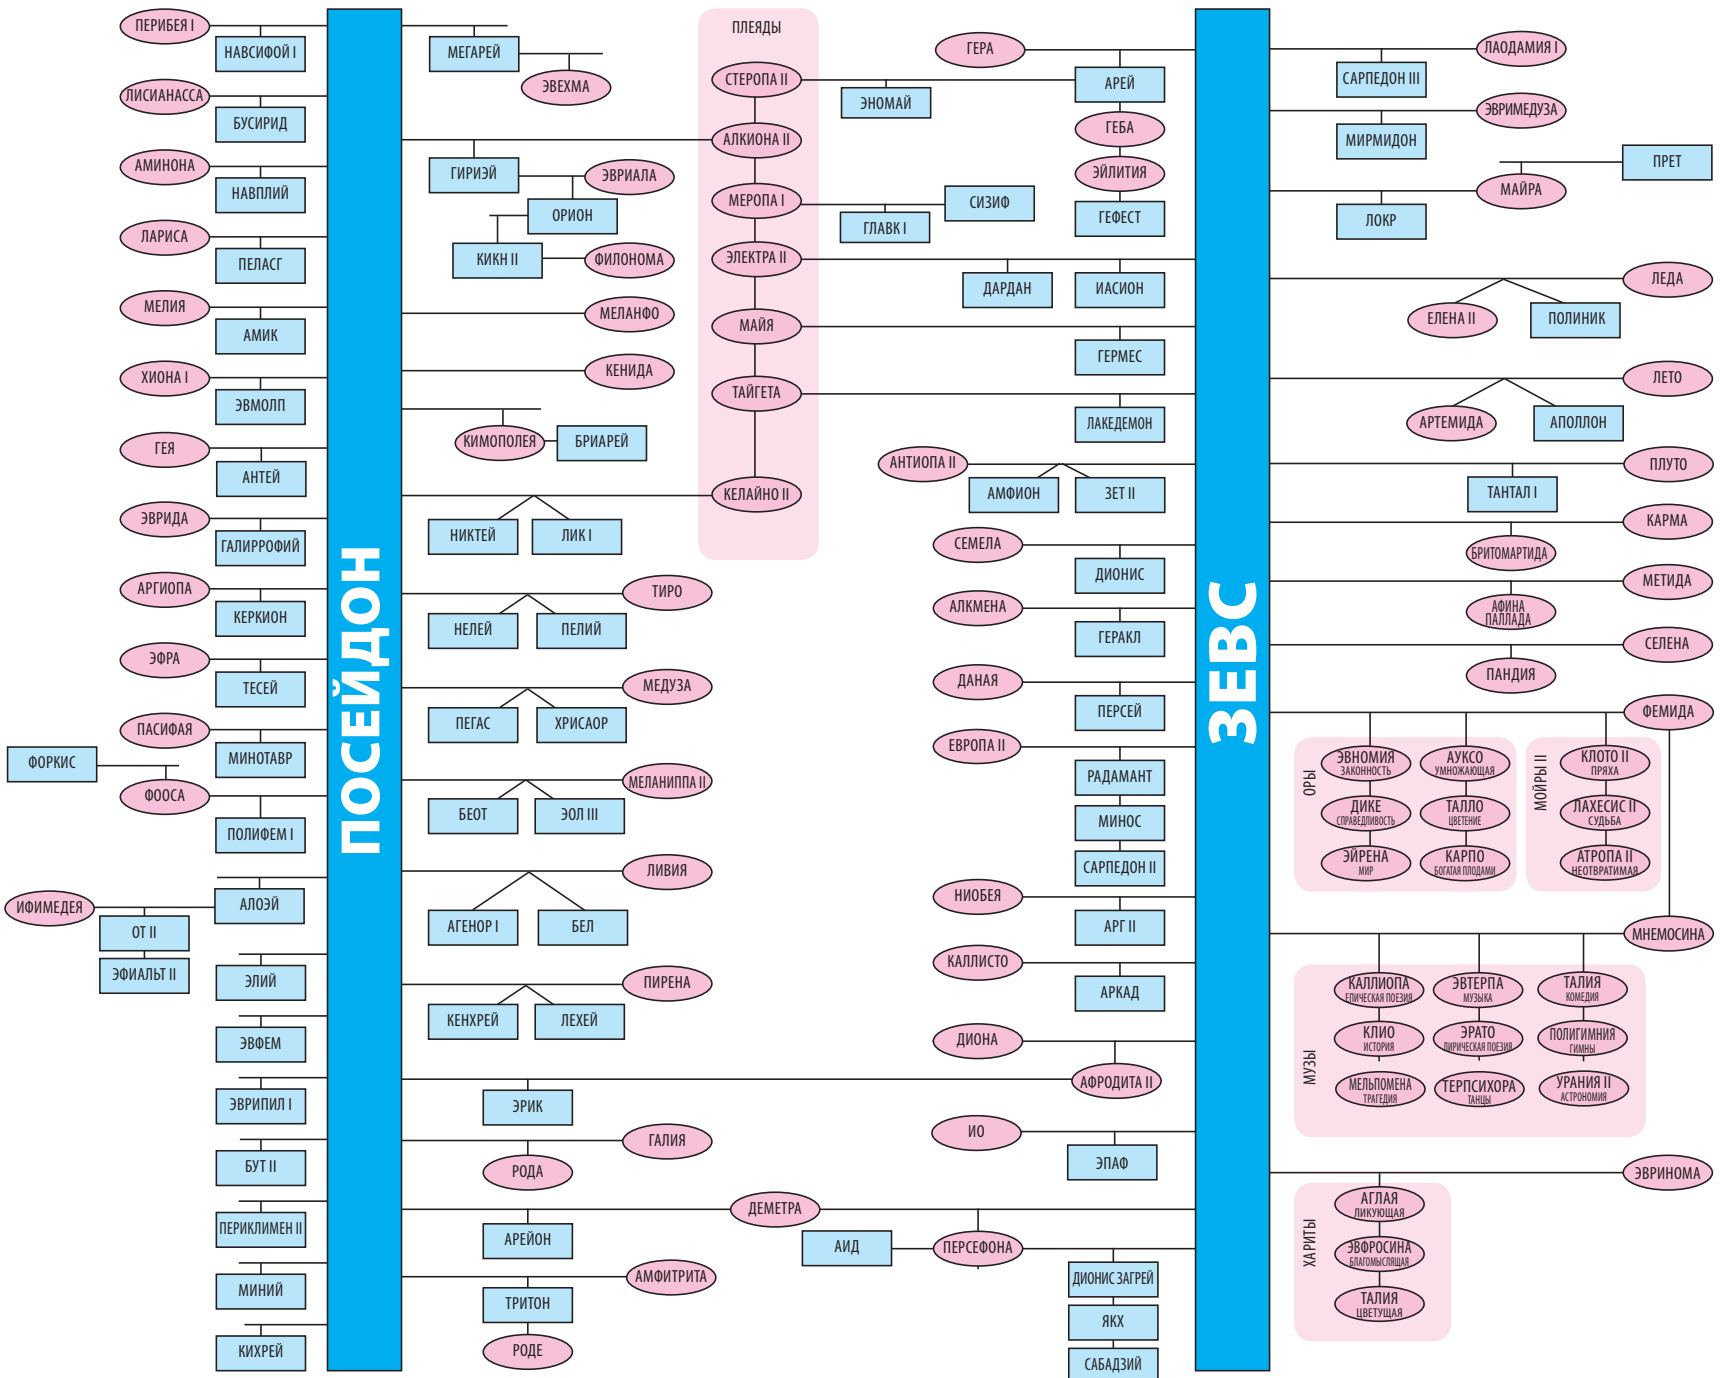 ПЕРИБЕЯ I
НАВСИФОЙ I
ЛИСИАНАССА
БУСИРИД
АМИНОНА
НАВПЛИЙ
ЛАРИСА
ПЕЛАСГ
МЕЛИЯ
АМИК
ХИОНА I
ЭВМОЛП
ГЕЯ
АНТЕЙ
ЭВРИДА
ГАЛИРРОФИЙ
АРГИОПА
КЕРКИОН
ЭФРА
ТЕСЕЙ
ПАСИФАЯ
МИНОТАВР
ФОРКИС
ФООСА
ПОЛИФЕМ I
АЛОЭЙ
ИФИМЕДЕЯ
ОТ II
ЭФИАЛЬТ II
ЭЛИЙ
ЭВФЕМ
ЭВРИПИЛ I
БУТ II
ПЕРИКЛИМЕН II
МИНИЙ
КИХРЕЙ
ПОСЕЙДОН
МЕГАРЕЙ
ЭВЕХМА
ГИРИЭЙ
ЭВРИАЛА
ОРИОН
КИКН II
ФИЛОНОМА
МЕЛАНФО
КЕНИДА
КИМОПОЛЕЯ
БРИАРЕЙ
НИКТЕЙ
ЛИК I
ТИРО
НЕЛЕЙ
ПЕЛИЙ
МЕДУЗА
ПЕГАС
ХРИСАОР
МЕЛАНИППА II
БЕОТ
ЭОЛ III
ЛИВИЯ
АГЕНОР I
БЕЛ
ПИРЕНА
КЕНХРЕЙ
ЛЕХЕЙ
ЭРИК
ГАЛИЯ
РОДА
ДЕМЕТРА
АРЕЙОН
АМФИТРИТА
ТРИТОН
РОДЕ
ПЛЕЯДЫ
СТЕРОПА II
АЛКИОНА II
МЕРОПА I
ЭЛЕКТРА II
МАЙЯ
ТАЙГЕТА
КЕЛАЙНО II
ГЕРА
АРЕЙ
ЭНОМАЙ
ГЕБА
ЭЙЛИТИЯ
ГЕФЕСТ
СИЗИФ
ГЛАВК I
ДАРДАН
ИАСИОН
ГЕРМЕС
ЛАКЕДЕМОН
АНТИОПА II
АМФИОН
ЗЕТ II
СЕМЕЛА
ДИОНИС
АЛКМЕНА
ГЕРАКЛ
ДАНАЯ
ПЕРСЕЙ
ЕВРОПА II
РАДАМАНТ
МИНОС
САРПЕДОН II
НИОБЕЯ
АРГ II
КАЛЛИСТО
АРКАД
ДИОНА
АФРОДИТА II
ИО
ЭПАФ
АИД
ПЕРСЕФОНА
ДИОНИС ЗАГРЕЙ
ЯКХ
САБАДЗИЙ
ЗЕВС
ЛАОДАМИЯ I
САРПЕДОН III
ЭВРИМЕДУЗА
МИРМИДОН
ПРЕТ
МАЙРА
ЛОКР
ЛЕДА
ЕЛЕНА II
ПОЛИНИК
ЛЕТО
АРТЕМИДА
АПОЛЛОН
ПЛУТО
ТАНТАЛ I
КАРМА
БРИТОМАРТИДА
МЕТИДА
АФИНА
ПАЛЛАДА
СЕЛЕНА
ПАНДИЯ
ФЕМИДА
ОРЫ
ЭВНОМИЯ
ЗАКОННОСТЬ
ДИКЕ
СПРАВЕДЛИВОСТЬ
ЭЙРЕНА
МИР
АУКСО
УМНОЖАЮЩАЯ
ТАЛЛО
ЦВЕТЕНИЕ
КАРПО
БОГАТАЯ ПЛОДАМИ
МОЙРЫ II
КЛОТО II
ПРЯХА
ЛАХЕСИС II
СУДЬБА
АТРОПА II
НЕОТВРАТИМАЯ
МНЕМОСИНА
МУЗЫ
КАЛЛИОПА
ЕПИЧЕСКАЯ ПОЕЗИЯ
КЛИО
ИСТОРИЯ
МЕЛЬПОМЕНА
ТРАГЕДИЯ
ЭВТЕРПА
МУЗЫКА
ЭРАТО
ЛИРИЧЕСКАЯ ПОЕЗИЯ
ТЕРПСИХОРА
ТАНЦЫ
ТАЛИЯ
КОМЕДИЯ
ПОЛИГИМНИЯ
ГИМНЫ
УРАНИЯ II
АСТРОНОМИЯ
ЭВРИНОМА
ХАРИТЫ
АГЛАЯ
ЛИКУЮЩАЯ
ЭВФРОСИНА
БЛАГОМЫСЛЯЩАЯ
ТАЛИЯ
ЦВЕТУЩАЯ